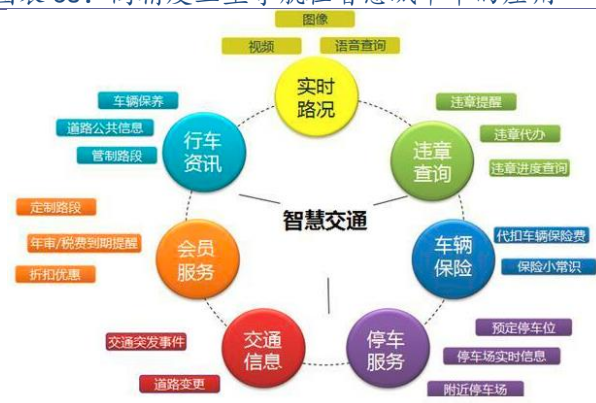 图像
视频
语音查询
实时
路况
车辆保养
道路公共信息
管制路段
行车
资讯
违章提醒
违章代办
违章进度查询
违章
查询
智慧交通
定制路段
年审/税费到期提醒
折扣优惠
会员
服务
车辆
保险
代扣车辆保险费
保险小常识
交通突发事件
道路变更
交通
信息
停车
服务
预定停车位
停车场实时信息
附近停车场